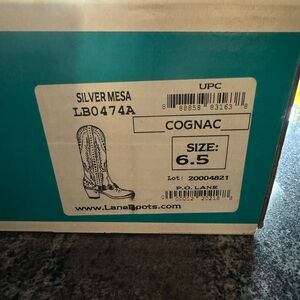 SILVER MESA
LB0474A
UPC
COGNAC
SIZE:
6.5
Lot: 20004821
P.O. LANE
www.LaneBoots.com